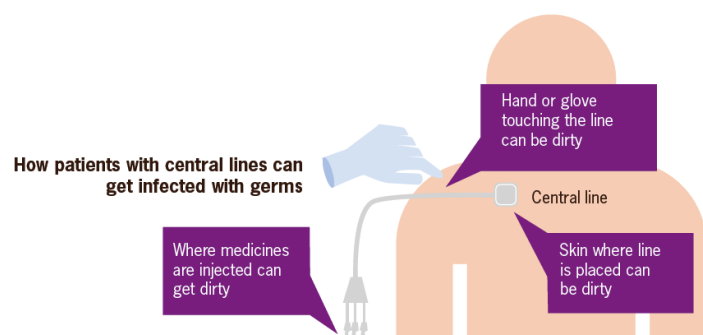 How patients with central lines can
get infected with germs
Hand or glove
touching the line
can be dirty
Central line
Where medicines
are injected can
get dirty
Skin where line
is placed can
be dirty